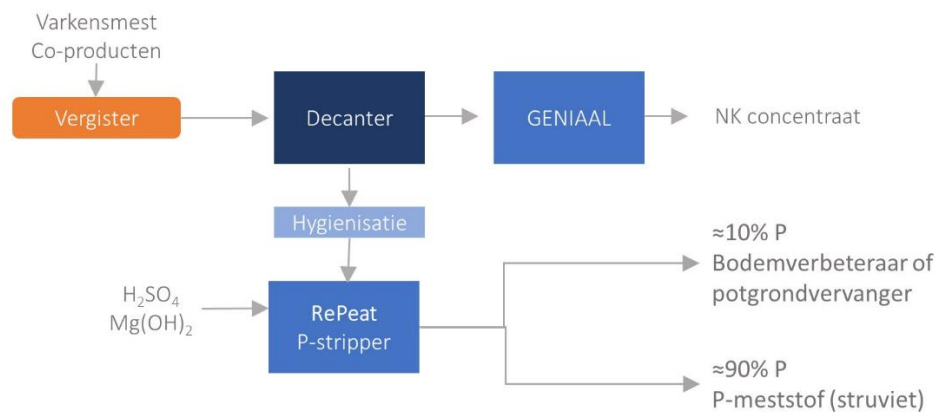 Varkensmest
Co-producten
Vergister
Decanter
GENIAAL
NK concentraat
Hygienisatie
H₂SO₄
Mg(OH)₂
RePeat
P-stripper
≈10% P
Bodemverbeteraar of
potgrondvervanger
≈90% P
P-meststof (struviet)